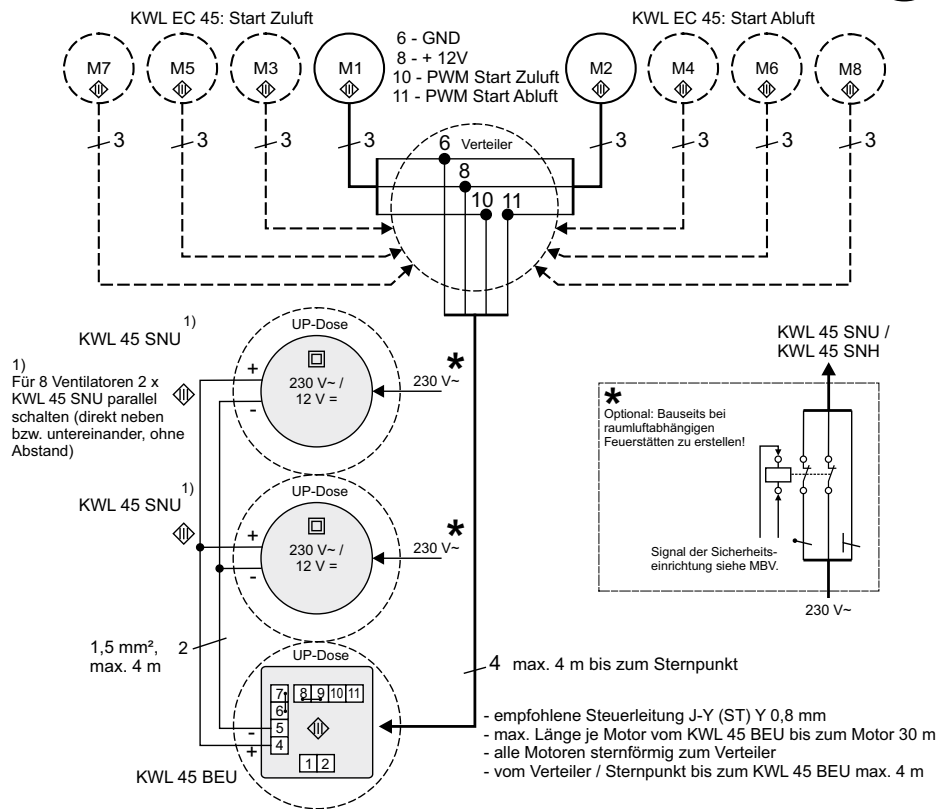 KWL EC 45: Start Zuluft
KWL EC 45: Start Abluft
M7
M5
M3
M1
6 - GND
8 - + 12V
10 - PWM Start Zuluft
11 - PWM Start Abluft
M2
M4
M6
M8
3
3
3
3
3
3
3
3
Verteiler
6
8
10
11
KWL 45 SNU 1)
UP-Dose
+
-
230 V~ /
12 V =
*
230 V~
1)
Für 8 Ventilatoren 2 x
KWL 45 SNU parallel
schalten (direkt neben
bzw. untereinander, ohne
Abstand)
KWL 45 SNU 1)
UP-Dose
+
-
230 V~ /
12 V =
*
230 V~
1,5 mm²,
max. 4 m
2
UP-Dose
7
8
9
10
11
6
5
4
-
+
1
2
KWL 45 BEU
4 max. 4 m bis zum Sternpunkt
- empfohlene Steuerleitung J-Y (ST) Y 0,8 mm
- max. Länge je Motor vom KWL 45 BEU bis zum Motor 30 m
- alle Motoren sternförmig zum Verteiler
- vom Verteiler / Sternpunkt bis zum KWL 45 BEU max. 4 m
KWL 45 SNU /
KWL 45 SNH
*
Optional: Bauseits bei
raumluftabhängigen
Feuerstätten zu erstellen!
Signal der Sicherheits-
einrichtung siehe MBV.
230 V~